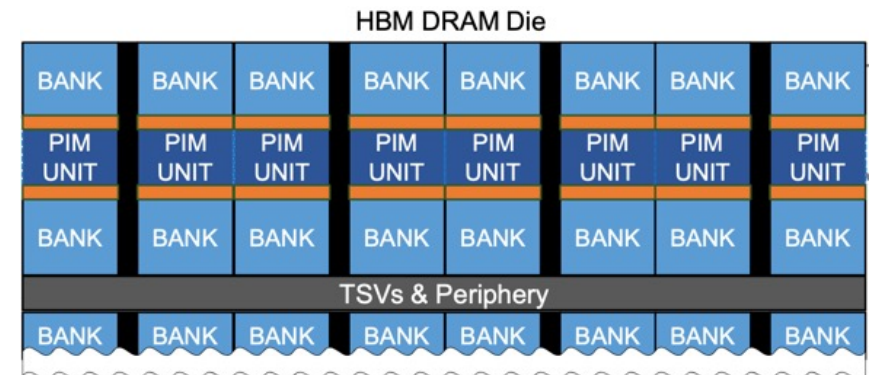 HBM DRAM Die
BANK BANK BANK BANK BANK BANK BANK BANK
PIM PIM PIM PIM PIM PIM PIM PIM
UNIT UNIT UNIT UNIT UNIT UNIT UNIT UNIT
BANK BANK BANK BANK BANK BANK BANK BANK
TSVs & Periphery
BANK BANK BANK BANK BANK BANK BANK BANK